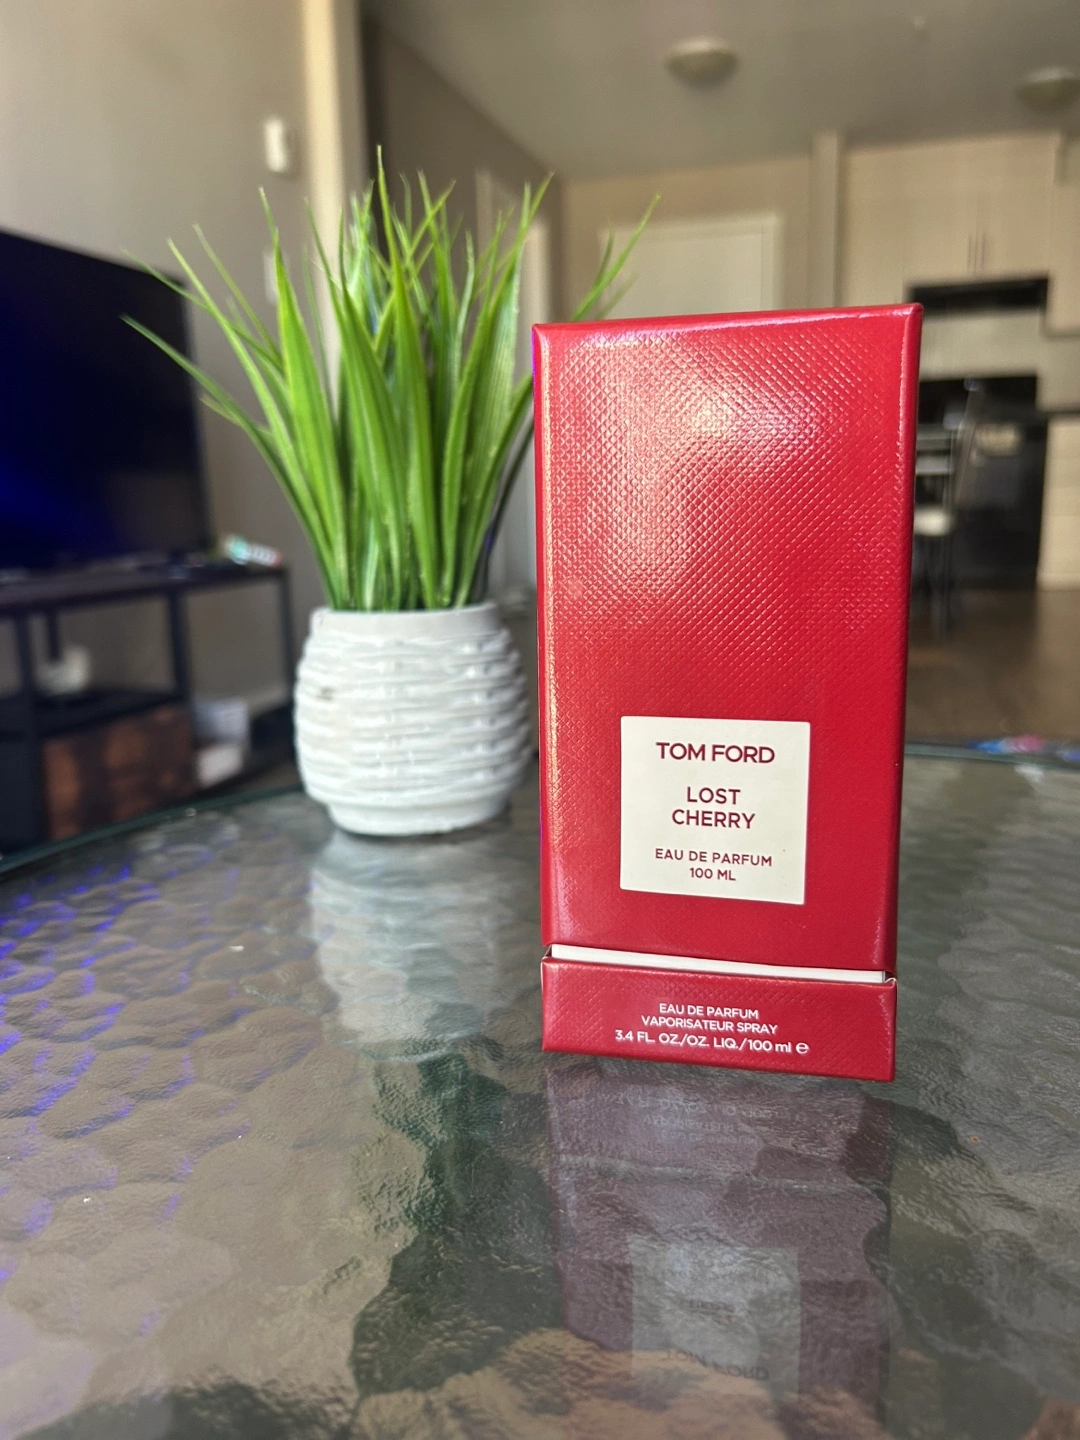 TOM FORD
LOST
CHERRY
EAU DE PARFUM
100 ML
EAU DE PARFUM
VAPORISATEUR SPRAY
3.4 FL. OZ./OZ. LIQ./100 ml ℮